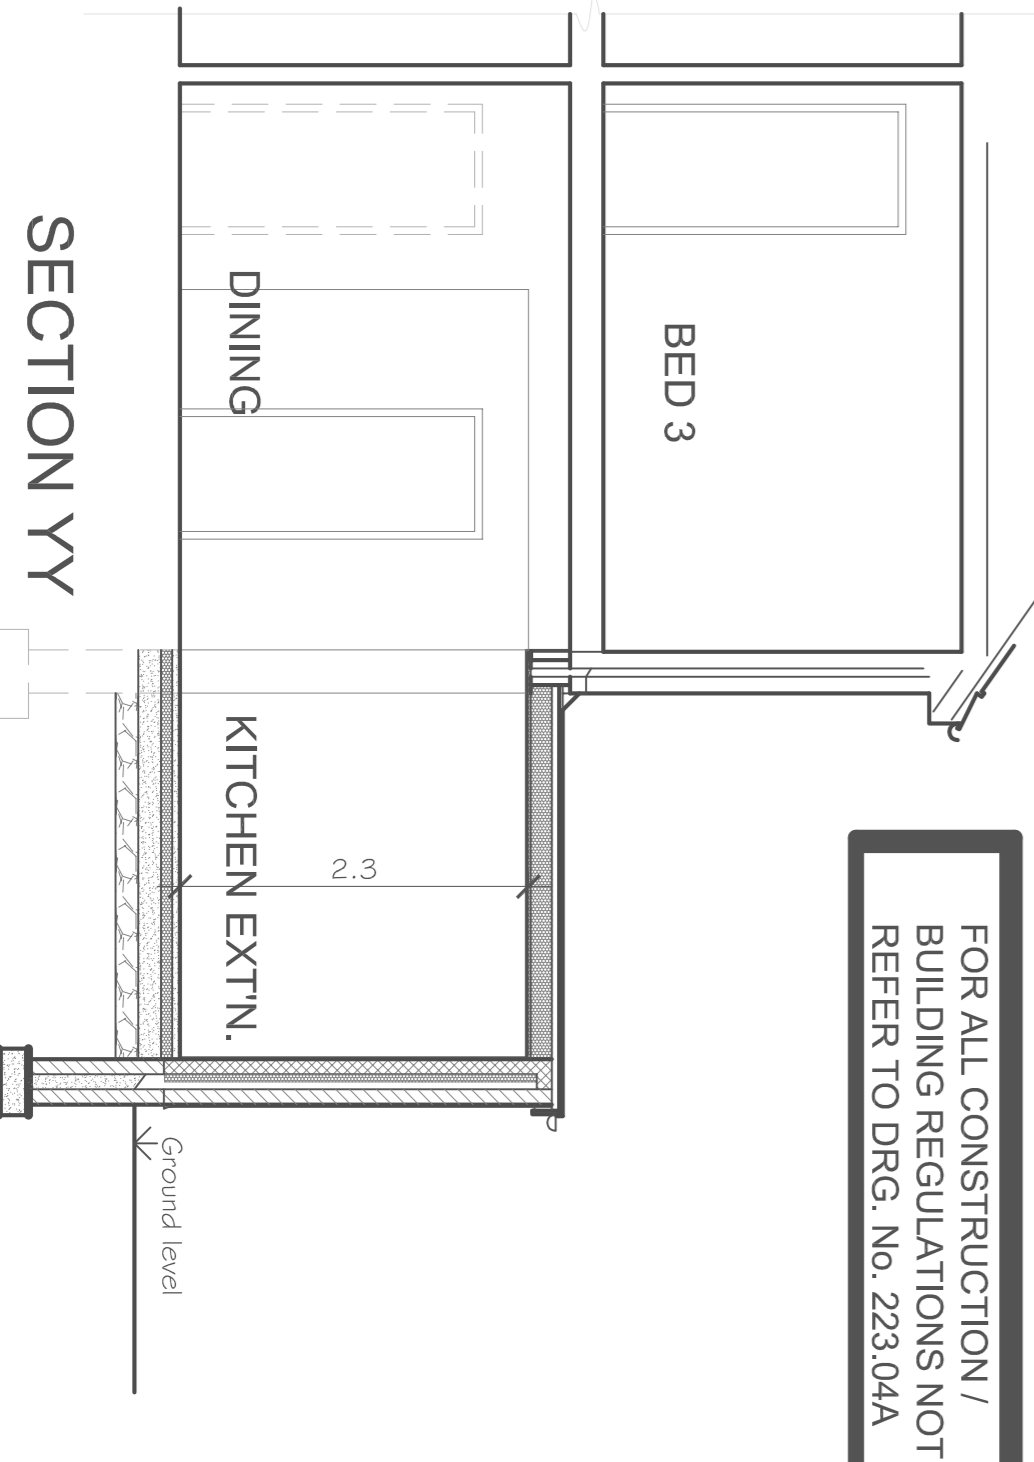 FOR ALL CONSTRUCTION /
BUILDING REGULATIONS NOT
REFER TO DRG. No. 223.04A
BED 3
DINING
KITCHEN EXT'N.
2.3
Ground level
SECTION YY